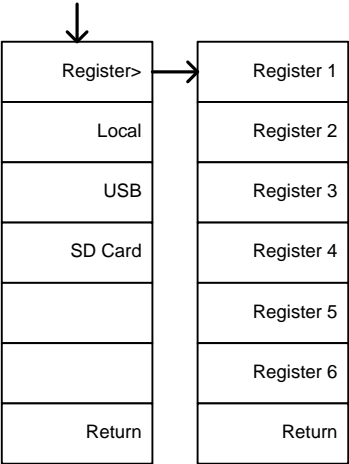 Register>
Local
USB
SD Card
Return
Register 1
Register 2
Register 3
Register 4
Register 5
Register 6
Return